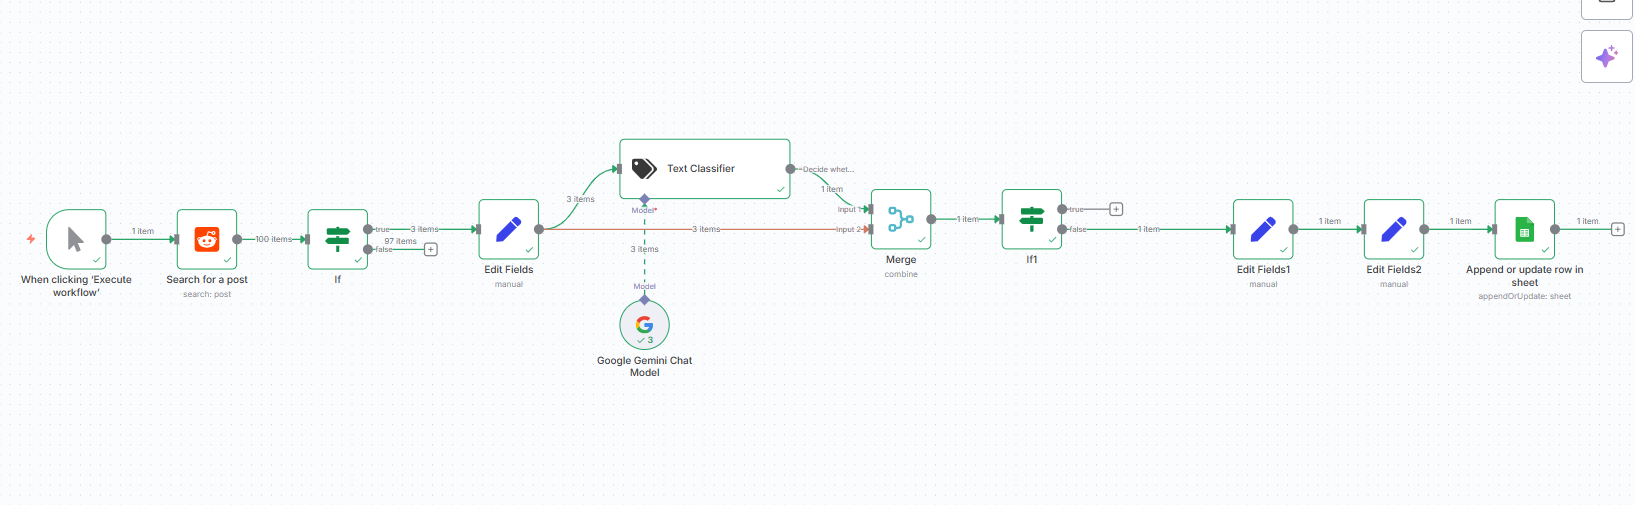 1 item
When clicking ‘Execute
workflow’
Search for a post
search: post
100 items
If
true
3 items
97 items
false
Edit Fields
manual
3 items
3 items
Text Classifier
Model*
3 items
Model
3
Google Gemini Chat
Model
Decide whet...
1 item
Input 1
Input 2
Merge
combine
1 item
If1
true
false
1 item
Edit Fields1
manual
1 item
Edit Fields2
manual
1 item
Append or update row in
sheet
appendOrUpdate: sheet
1 item